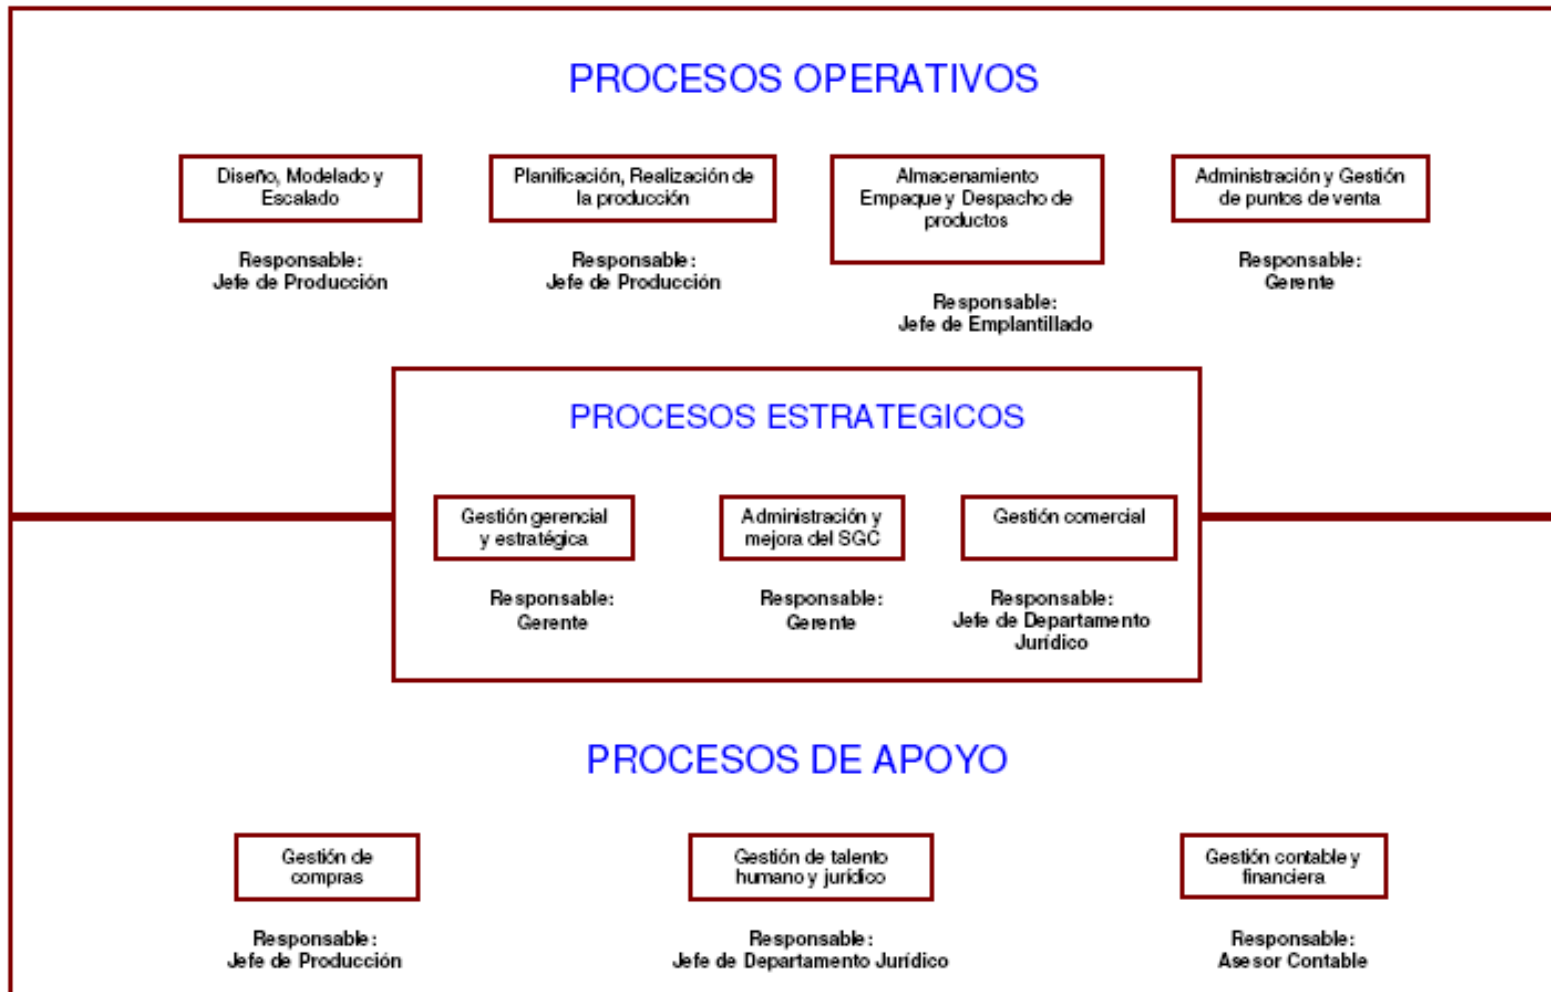 PROCESOS OPERATIVOS
Diseño, Modelado y
Escalado
Responsable:
Jefe de Producción
Planificación, Realización de
la producción
Responsable:
Jefe de Producción
Almacenamiento
Empaque y Despacho de
productos
Responsable:
Jefe de Emplantillado
Administración y Gestión
de puntos de venta
Responsable:
Gerente
PROCESOS ESTRATEGICOS
Gestión gerencial
y estratégica
Responsable:
Gerente
Administración y
mejora del SGC
Responsable:
Gerente
Gestión comercial
Responsable:
Jefe de Departamento
Jurídico
PROCESOS DE APOYO
Gestión de
compras
Responsable:
Jefe de Producción
Gestión de talento
humano y jurídico
Responsable:
Jefe de Departamento Jurídico
Gestión contable y
financiera
Responsable:
Asesor Contable